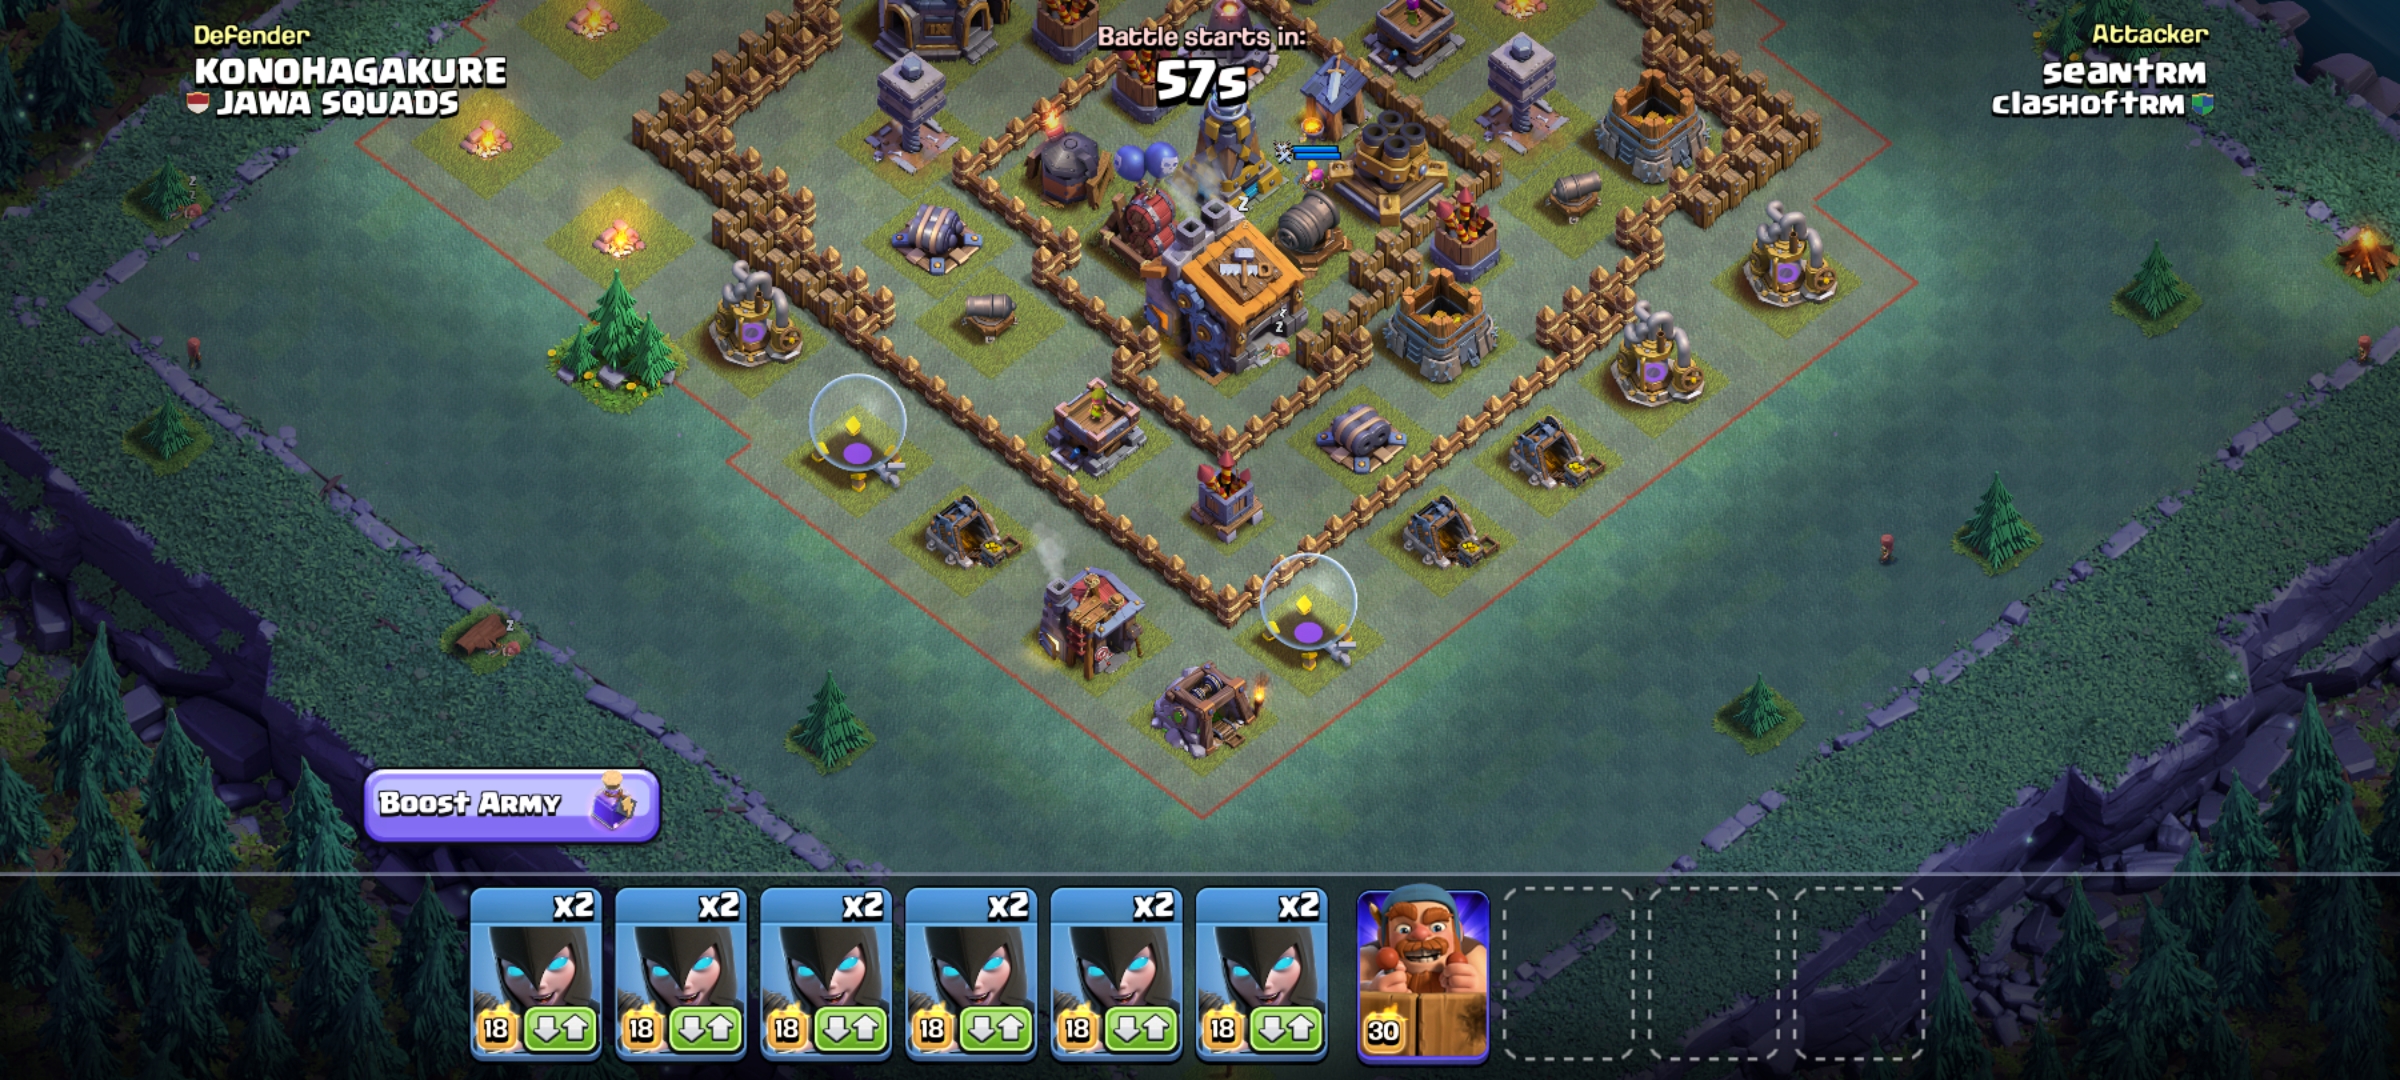 Defender
KONOHAGAKURE
JAWA SQUADS
Battle starts in:
57s
Attacker
seantRM
clashoftRM
z
z
z
z
z
z
Boost Army
x2
x2
x2
x2
x2
x2
18
18
18
18
18
18
30